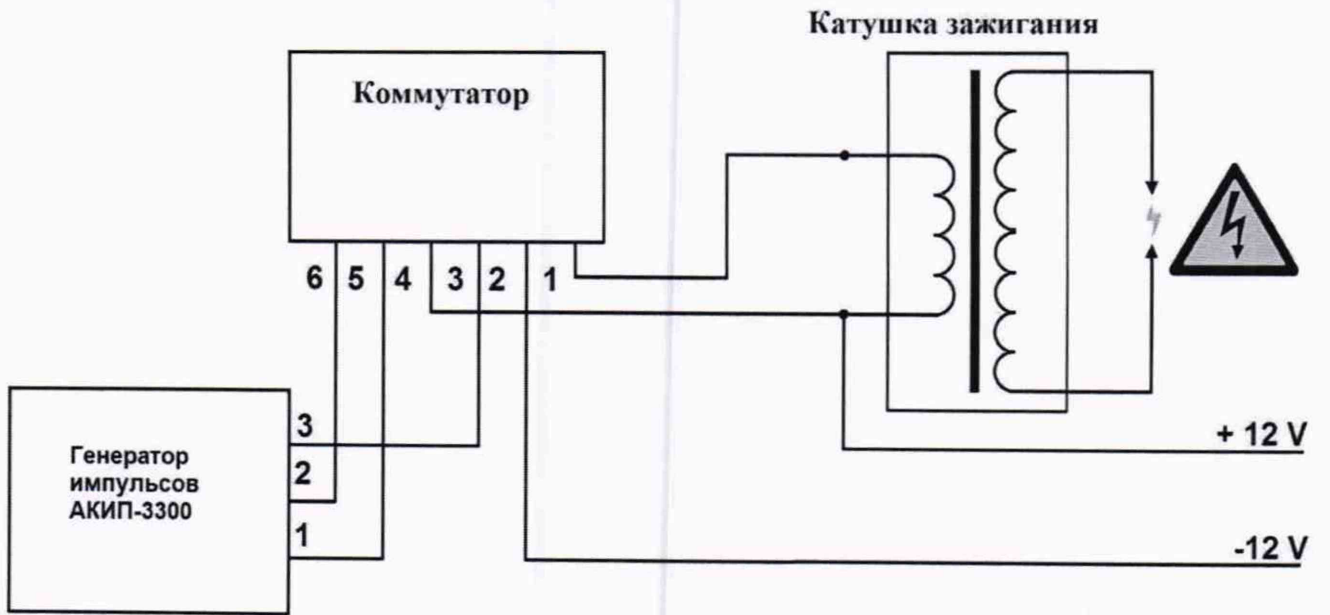 Катушка зажигания
Коммутатор
6 5 4 3 2 1
Генератор
импульсов
АКИП-3300
3
2
1
+ 12 V
-12 V